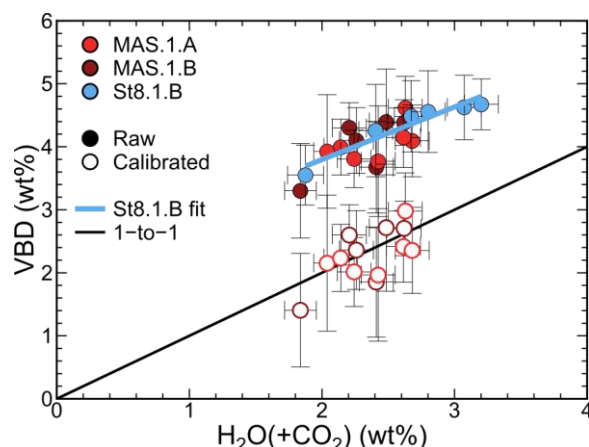 6
5
4
3
2
1
0
VBD (wt%)
MAS.1.A
MAS.1.B
St8.1.B
Raw
Calibrated
St8.1.B fit
1−to−1
0 1 2 3 4
H₂O(+CO₂) (wt%)